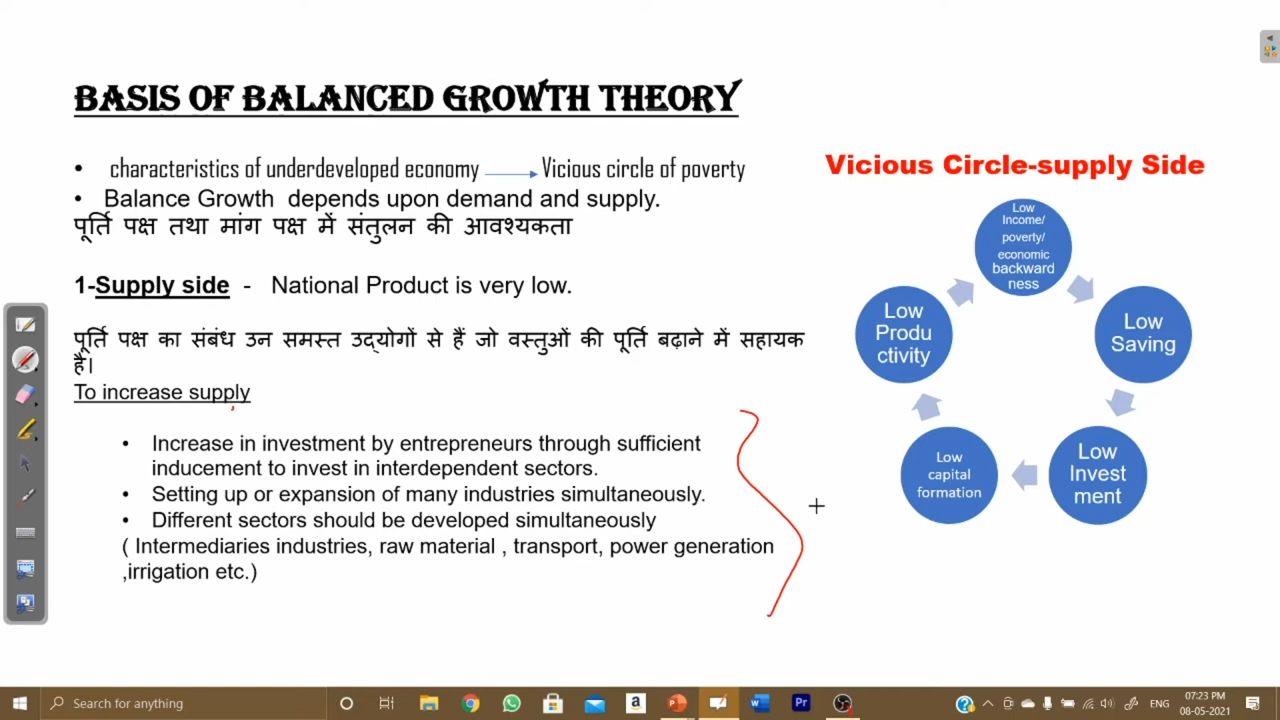 BASIS OF BALANCED GROWTH THEORY
• characteristics of underdeveloped economy → Vicious circle of poverty
• Balance Growth depends upon demand and supply.
पूर्ति पक्ष तथा मांग पक्ष में संतुलन की आवश्यकता
1-Supply side - National Product is very low.
पूर्ति पक्ष का संबंध उन समस्त उद्योगों से हैं जो वस्तुओं की पूर्ति बढ़ाने में सहायक
है।
To increase supply
• Increase in investment by entrepreneurs through sufficient
inducement to invest in interdependent sectors.
• Setting up or expansion of many industries simultaneously.
• Different sectors should be developed simultaneously
( Intermediaries industries, raw material , transport, power generation
,irrigation etc.)
Vicious Circle-supply Side
Low
Income/
poverty/
economic
backward
ness
Low
Saving
Low
Invest
ment
Low
capital
formation
Low
Produ
ctivity
Search for anything
a
Pr
ENG
07:23 PM
08-05-2021